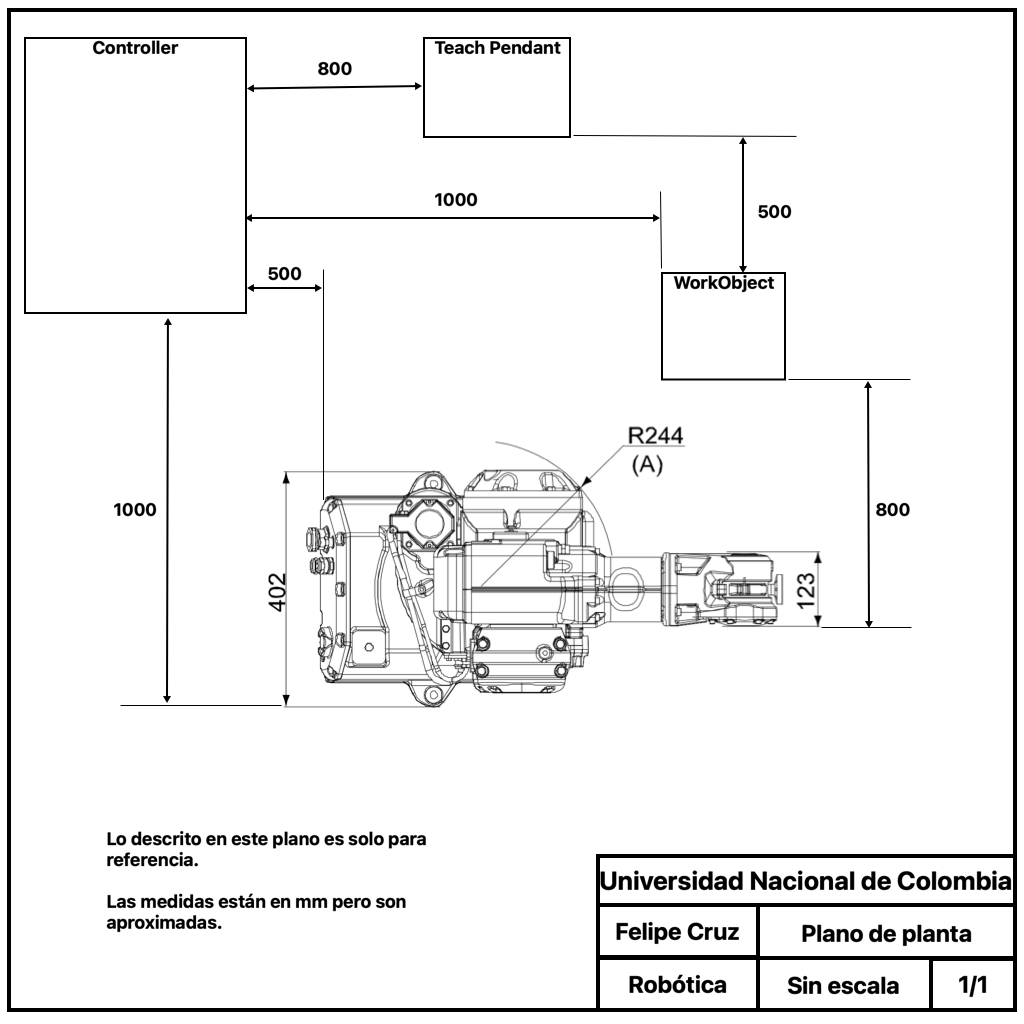 Controller
Teach Pendant
800
1000
500
500
WorkObject
R244
(A)
1000
800
402
123
Lo descrito en este plano es solo para
referencia.
Las medidas están en mm pero son
aproximadas.
Universidad Nacional de Colombia
Felipe Cruz
Plano de planta
Robótica
Sin escala
1/1